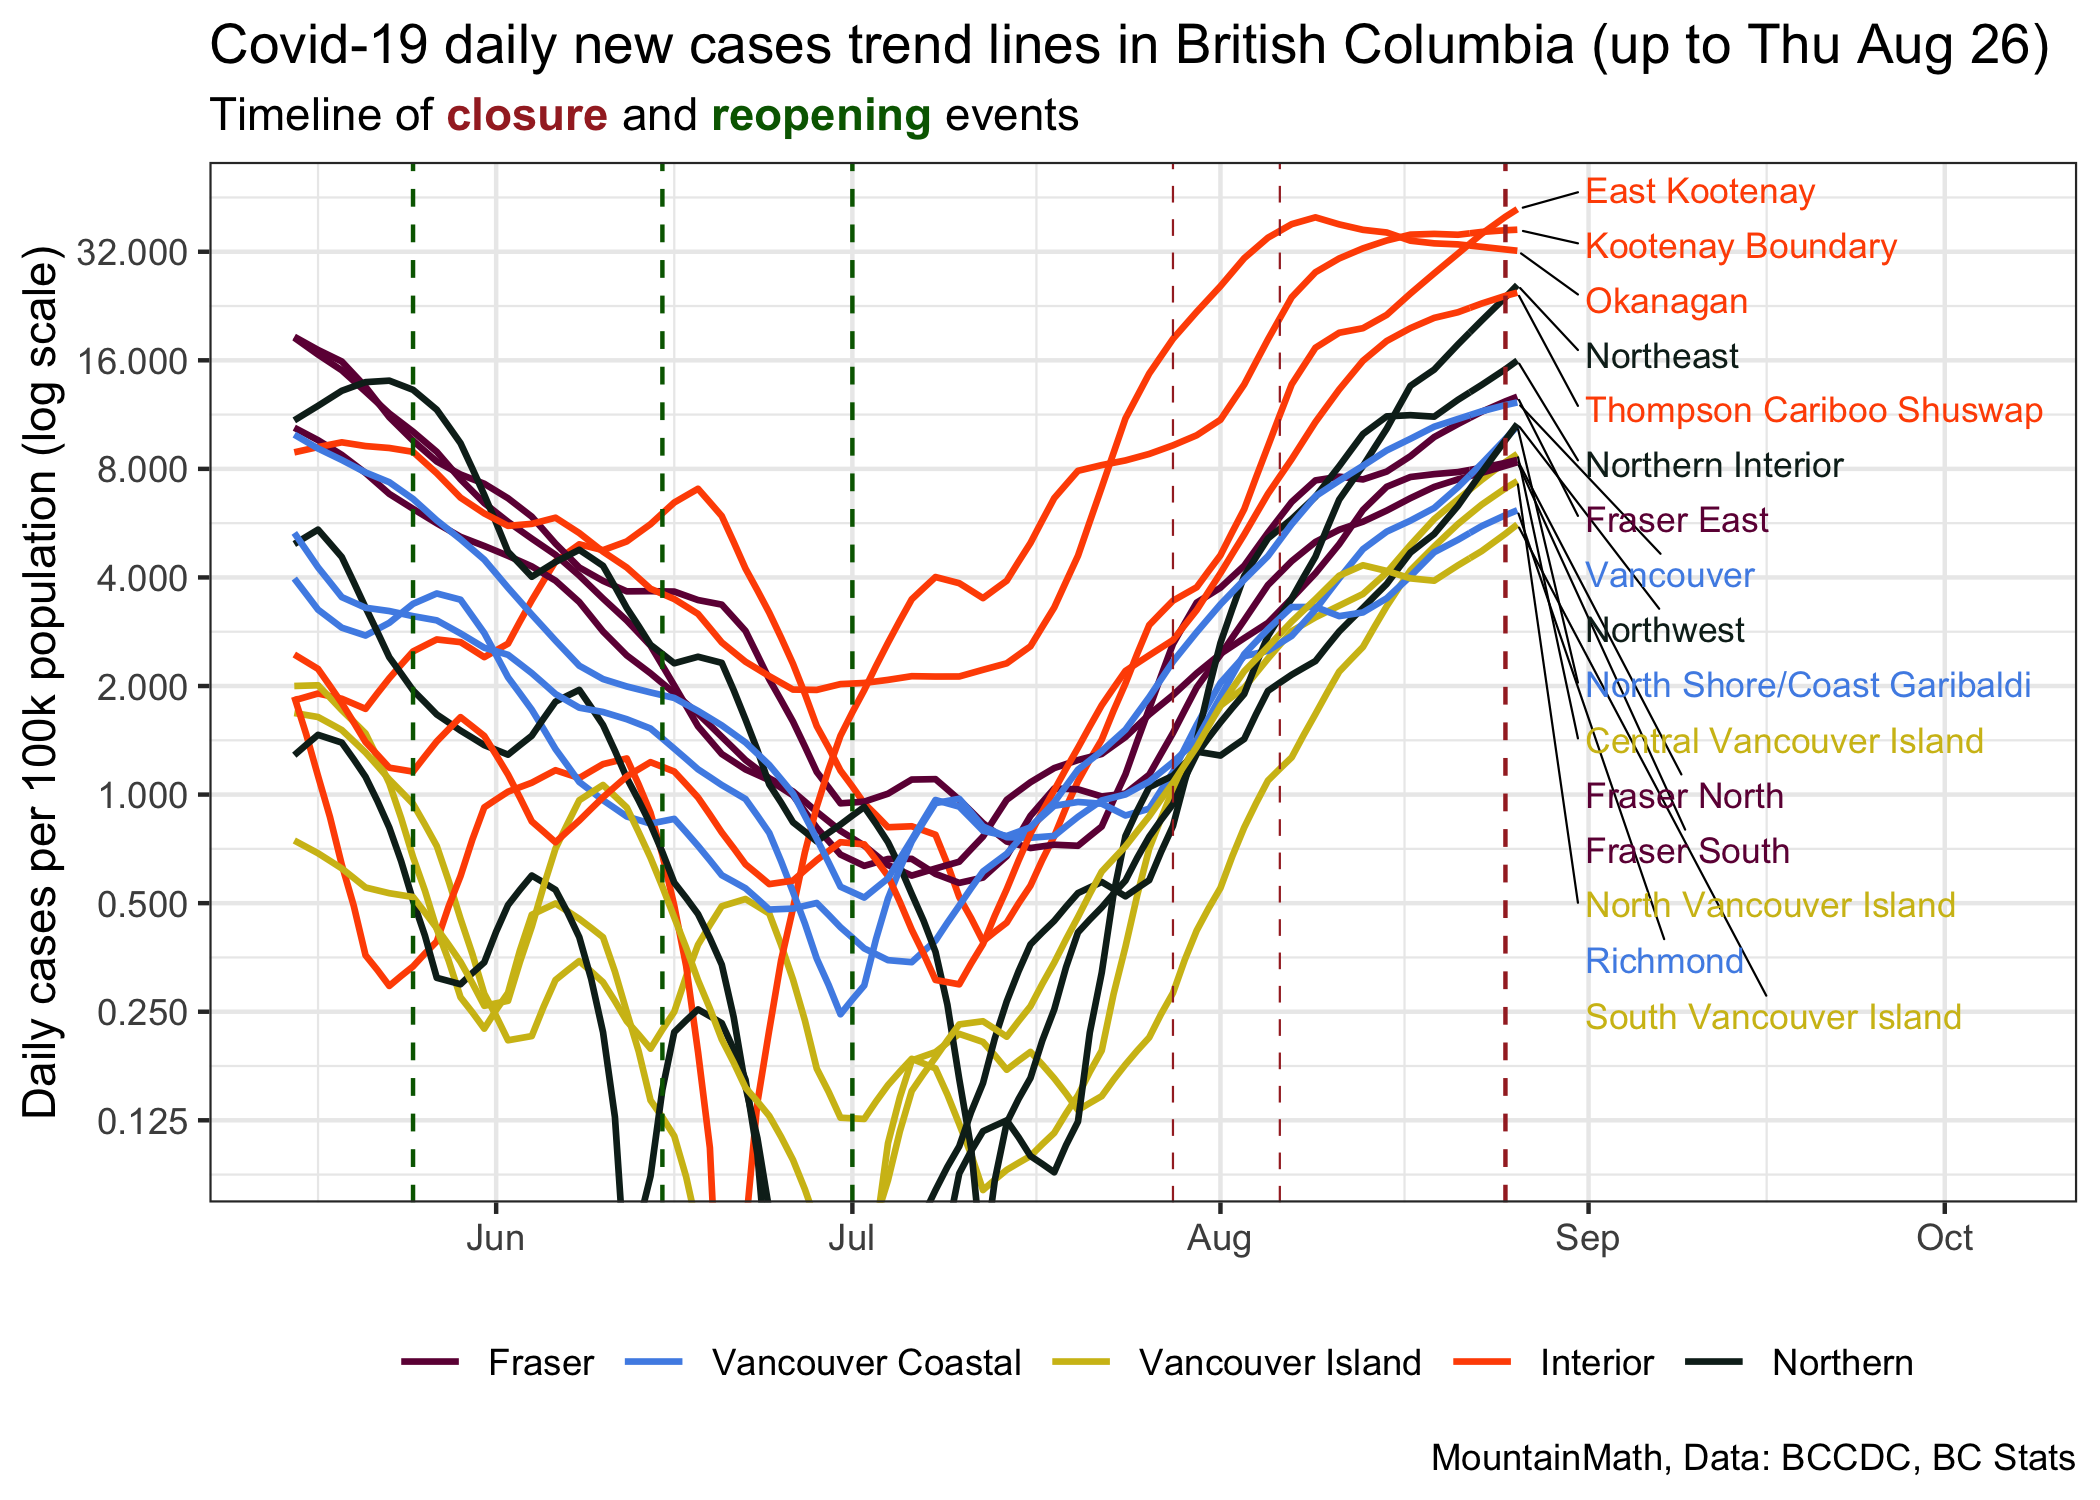 Covid-19 daily new cases trend lines in British Columbia (up to Thu Aug 26)
Timeline of closure and reopening events
Daily cases per 100k population (log scale)
32.000
16.000
8.000
4.000
2.000
1.000
0.500
0.250
0.125
East Kootenay
Kootenay Boundary
Okanagan
Northeast
Thompson Cariboo Shuswap
Northern Interior
Fraser East
Vancouver
Northwest
North Shore/Coast Garibaldi
Central Vancouver Island
Fraser North
Fraser South
North Vancouver Island
Richmond
South Vancouver Island
Jun Jul Aug Sep Oct
Fraser Vancouver Coastal Vancouver Island Interior Northern
MountainMath, Data: BCCDC, BC Stats